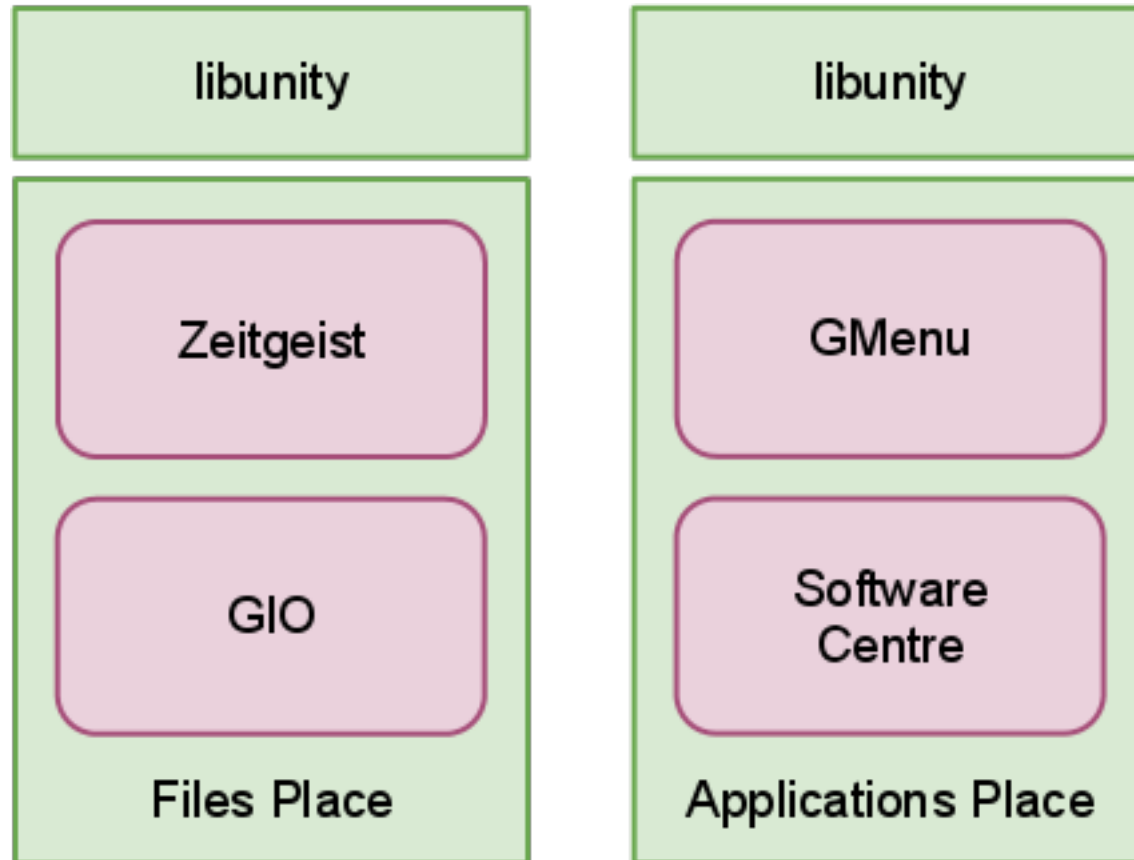 libunity
Zeitgeist
GIO
Files Place
libunity
GMenu
Software
Centre
Applications Place